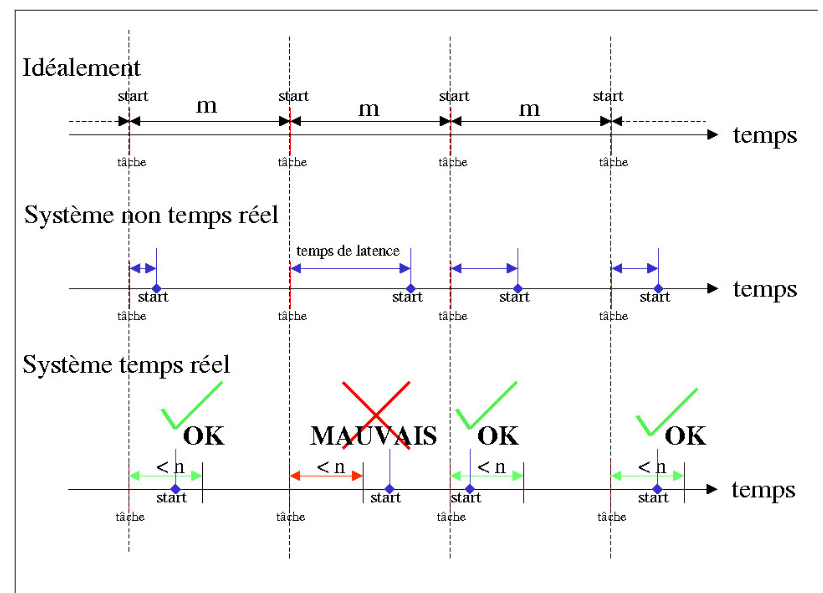 Idéalement
start start start start
m m m
temps
tâche tâche tâche tâche
Système non temps réel
temps de latence
temps
start start start start
tâche tâche tâche tâche
Système temps réel
OK MAUVAIS OK OK
< n < n < n < n
temps
start start start start
tâche tâche tâche tâche